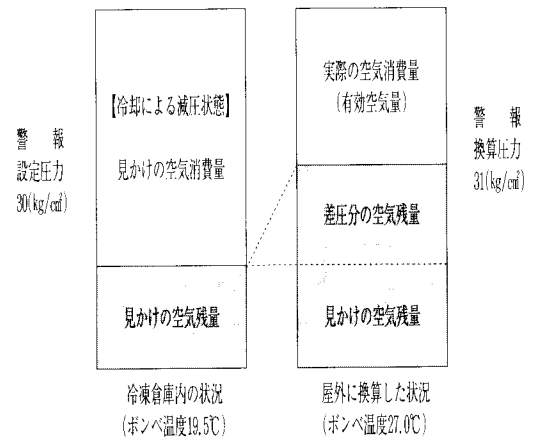 警報
設定圧力
30(kg/c㎡)
【冷却による減圧状態】
見かけの空気消費量
見かけの空気残量
冷凍倉庫内の状況
(ボンベ温度19.5℃)
実際の空気消費量
(有効空気量)
差圧分の空気残量
見かけの空気残量
屋外に換算した状況
(ボンベ温度27.0℃)
警報
換算圧力
31(kg/c㎡)